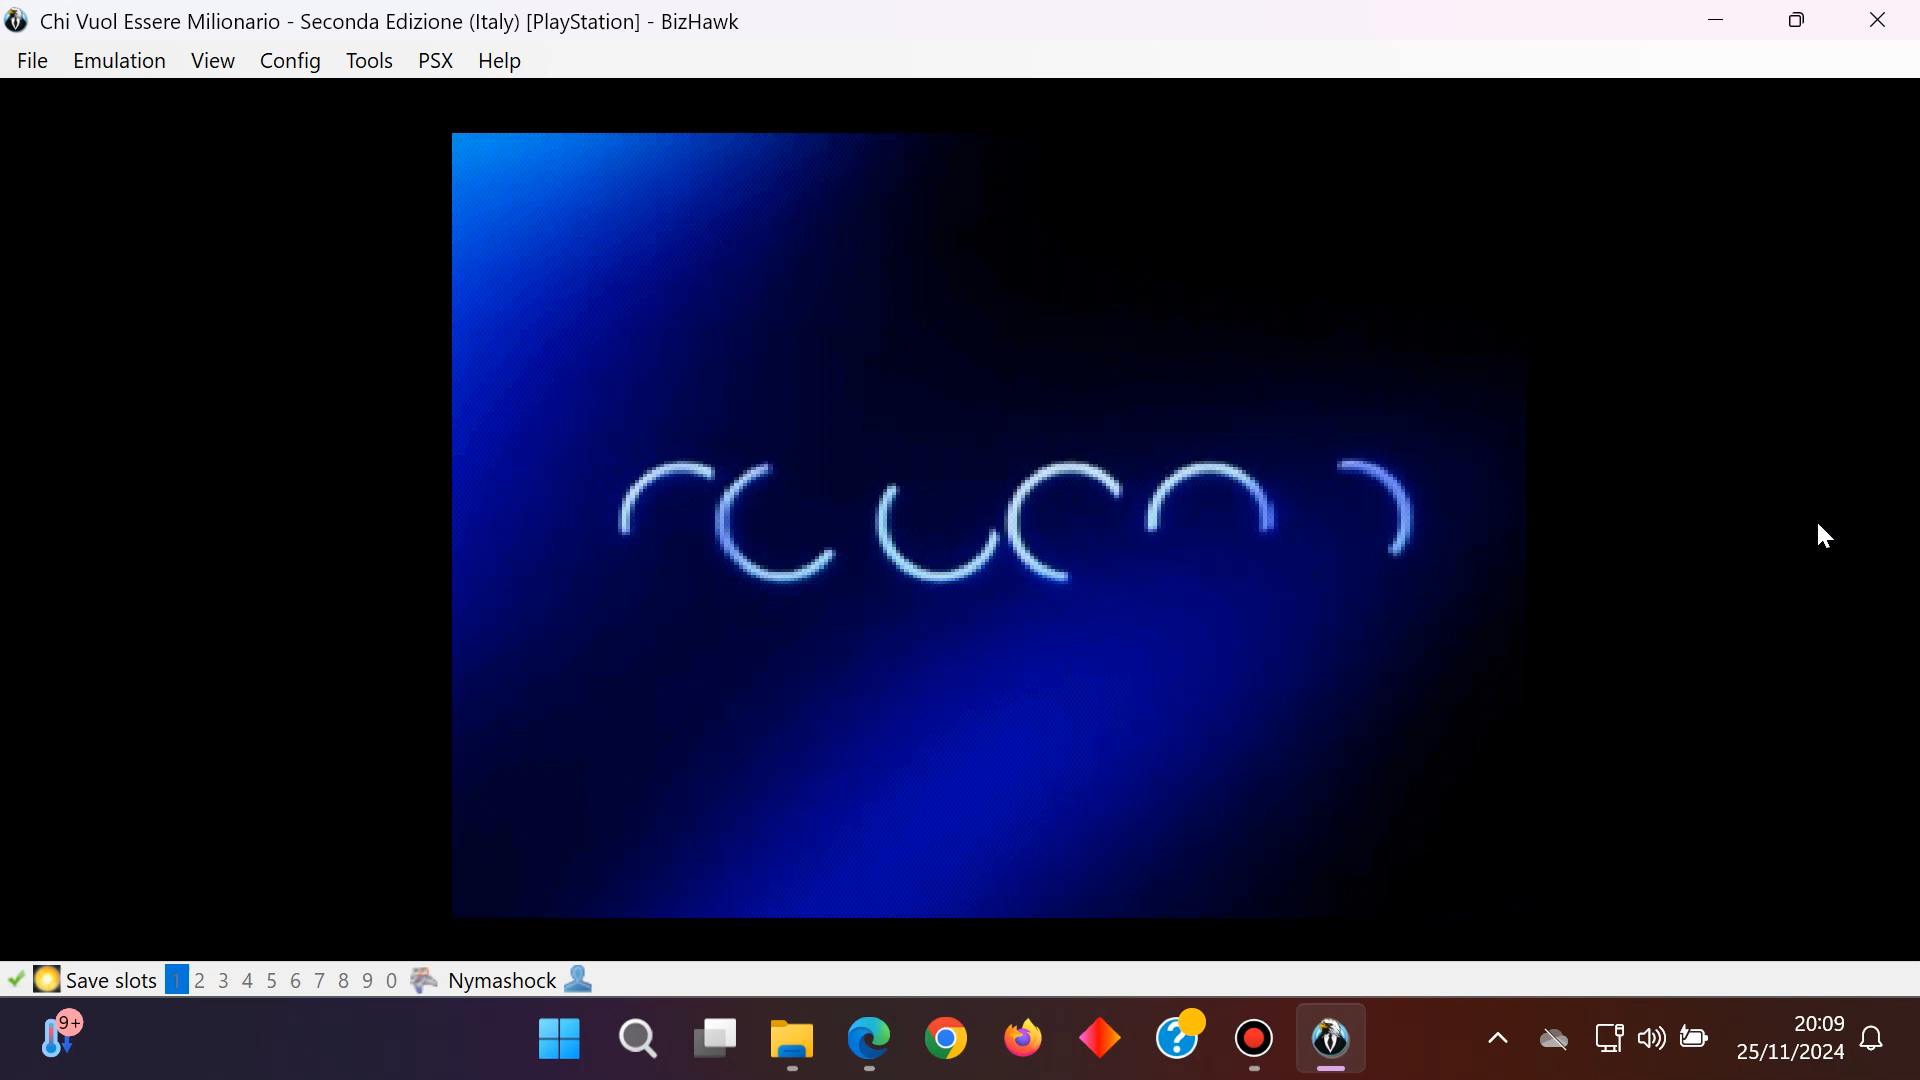 Chi Vuol Essere Milionario - Seconda Edizione (Italy) [PlayStation] - BizHawk
File Emulation View Config Tools PSX Help
Save slots 1 2 3 4 5 6 7 8 9 0 Nymashock
9+
20:09
25/11/2024